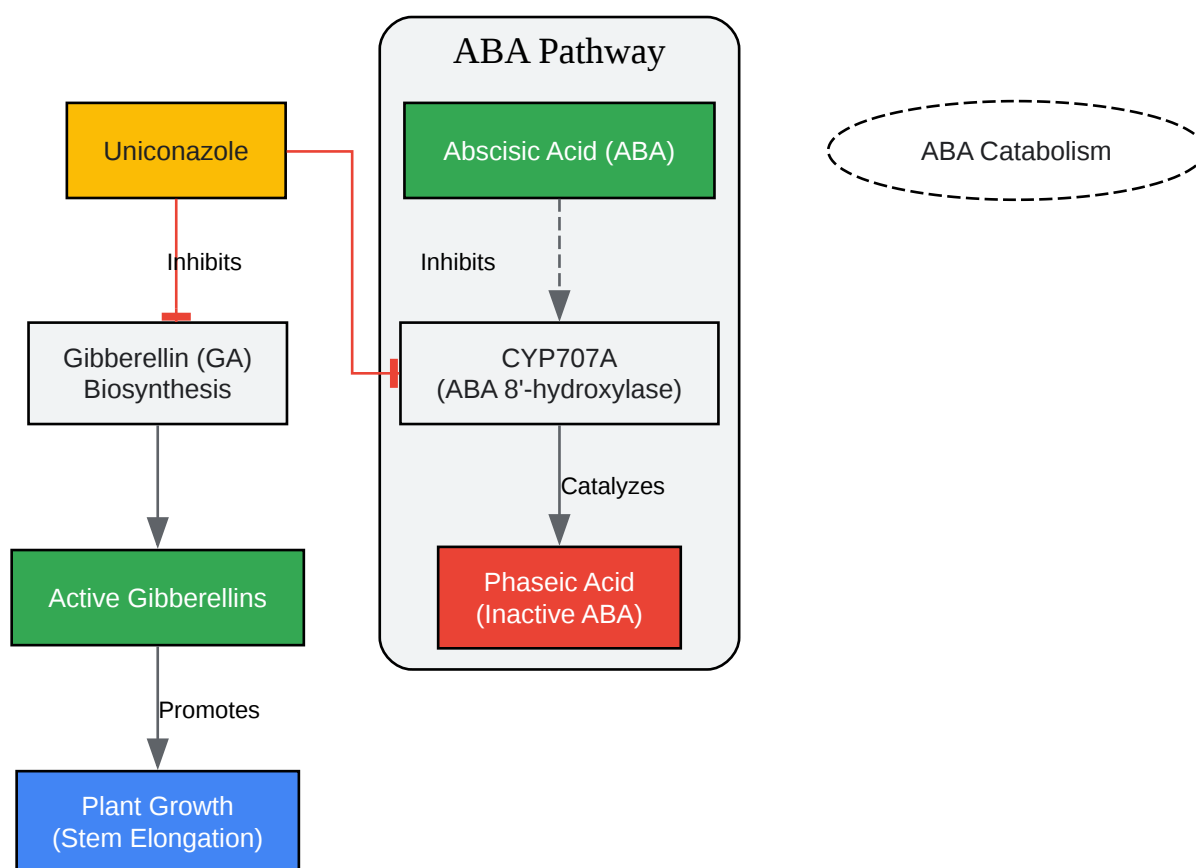 ABA Pathway
Uniconazole
Abscisic Acid (ABA)
ABA Catabolism
Inhibits
Inhibits
Gibberellin (GA)
Biosynthesis
CYP707A
(ABA 8'-hydroxylase)
Catalyzes
Active Gibberellins
Phaseic Acid
(Inactive ABA)
Promotes
Plant Growth
(Stem Elongation)